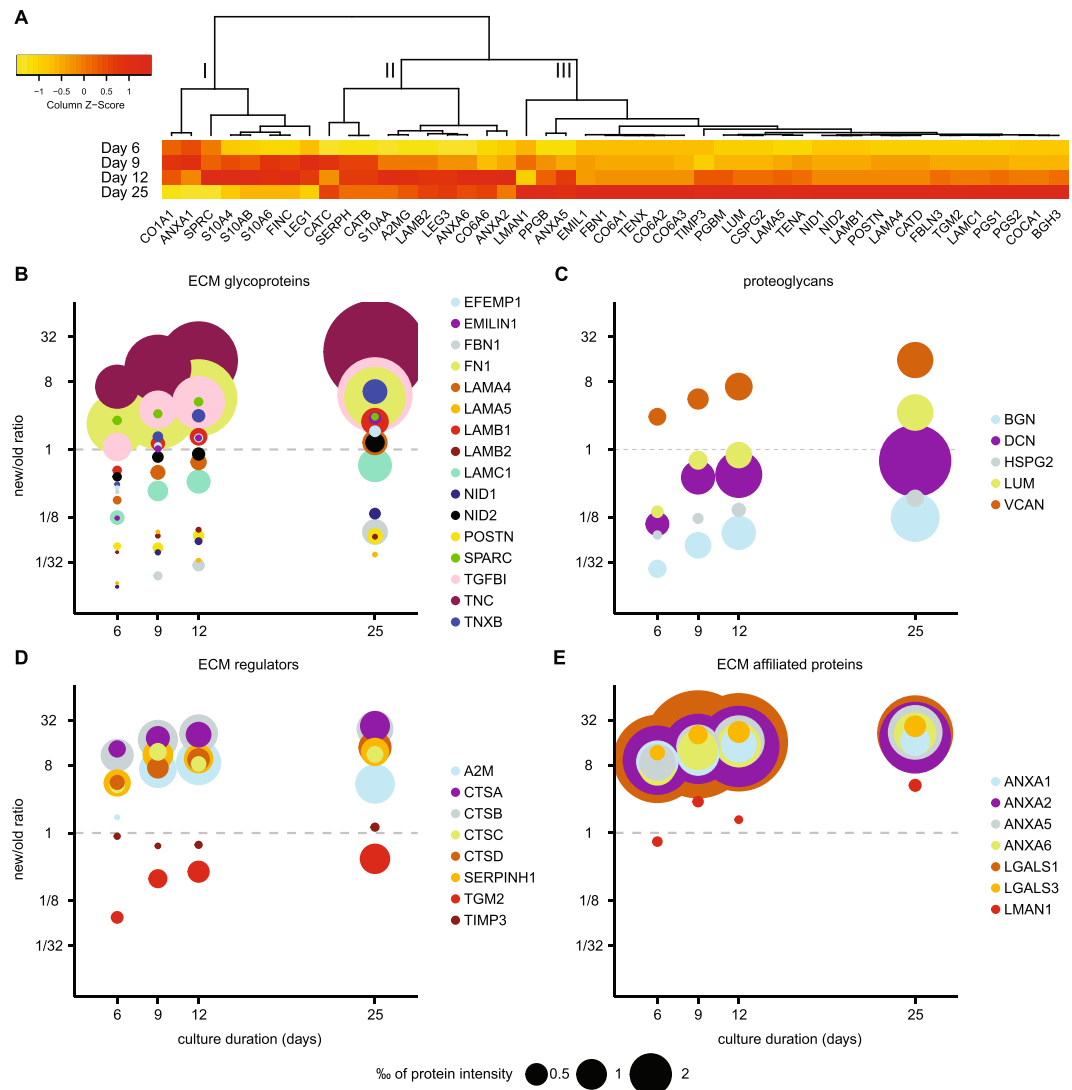 A
I
II
III
−1 −0.5 0 0.5 1
Column Z−Score
Day 6
Day 9
Day 12
Day 25
CO1A1 ANXA1 SPRC S10A4 S10AB S10A6 FINC LEG1 CATC SERPH CATB S10AA A2MG LAMB2 LEG3 ANXA6 CO6A6 ANXA2 LMAN1 PPGB ANXA5 EMIL1 FBN1 CO6A1 TENX CO6A2 CO6A3 TIMP3 PGBM LUM CSPG2 LAMA5 TENA NID1 NID2 LAMB1 POSTN LAMA4 CATD FBLN3 TGM2 LAMC1 PGS1 PGS2 COCA1 BGH3
B
ECM glycoproteins
new/old ratio
32
8
1
1/8
1/32
6 9 12 25
EFEMP1
EMILIN1
FBN1
FN1
LAMA4
LAMA5
LAMB1
LAMB2
LAMC1
NID1
NID2
POSTN
SPARC
TGFBI
TNC
TNXB
C
proteoglycans
32
8
1
1/8
1/32
6 9 12 25
BGN
DCN
HSPG2
LUM
VCAN
D
ECM regulators
new/old ratio
32
8
1
1/8
1/32
6 9 12 25
culture duration (days)
A2M
CTSA
CTSB
CTSC
CTSD
SERPINH1
TGM2
TIMP3
E
ECM affiliated proteins
32
8
1
1/8
1/32
6 9 12 25
culture duration (days)
ANXA1
ANXA2
ANXA5
ANXA6
LGALS1
LGALS3
LMAN1
‰ of protein intensity 0.5 1 2